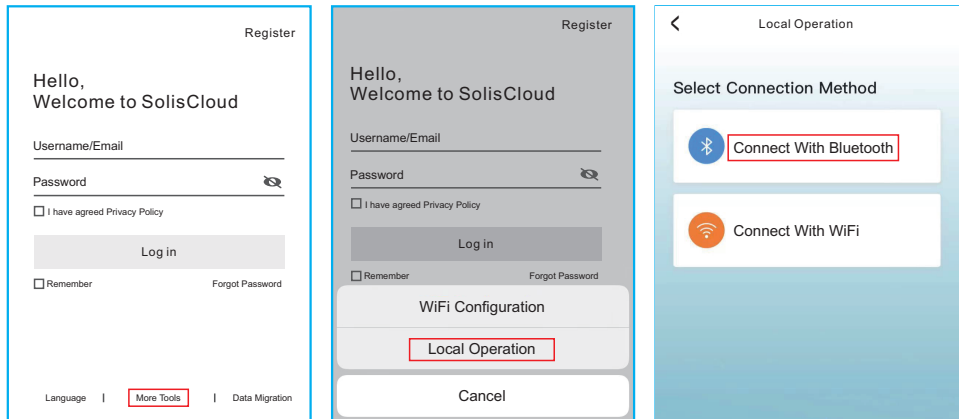 Register
Hello,
Welcome to SolisCloud
Username/Email
Password
I have agreed Privacy Policy
Log in
Remember Forgot Password
Language | More Tools | Data Migration
Register
Hello,
Welcome to SolisCloud
Username/Email
Password
I have agreed Privacy Policy
Log in
Remember Forgot Password
WiFi Configuration
Local Operation
Cancel
Local Operation
Select Connection Method
Connect With Bluetooth
Connect With WiFi